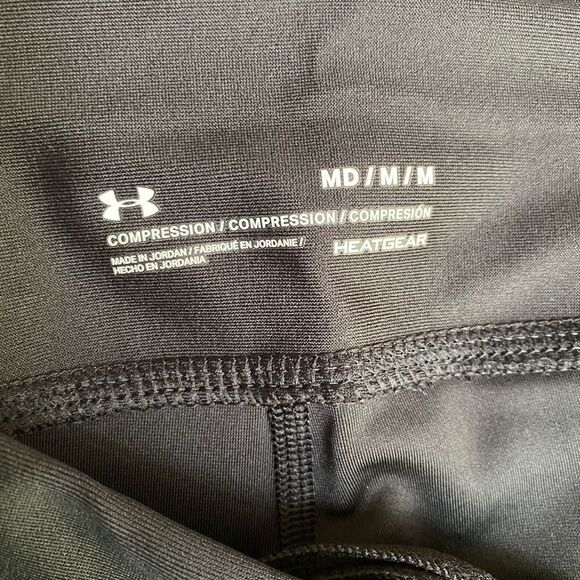 MD / M / M
COMPRESSION / COMPRESSION / COMPRESIÓN
MADE IN JORDAN / FABRIQUÉ EN JORDANIE /
HECHO EN JORDANIA
HEATGEAR